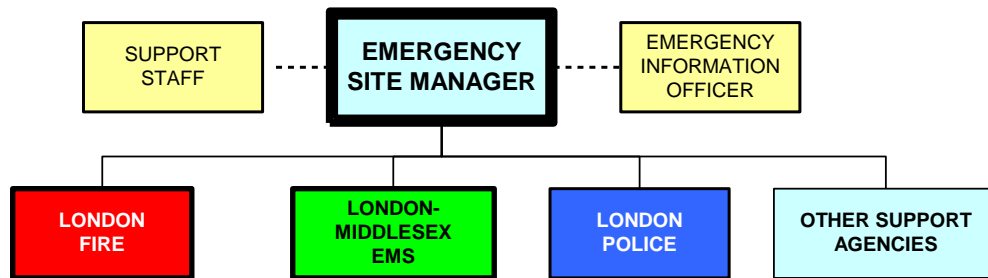 SUPPORT
STAFF
EMERGENCY
SITE MANAGER
EMERGENCY
INFORMATION
OFFICER
LONDON
FIRE
LONDON-
MIDDLESEX
EMS
LONDON
POLICE
OTHER SUPPORT
AGENCIES